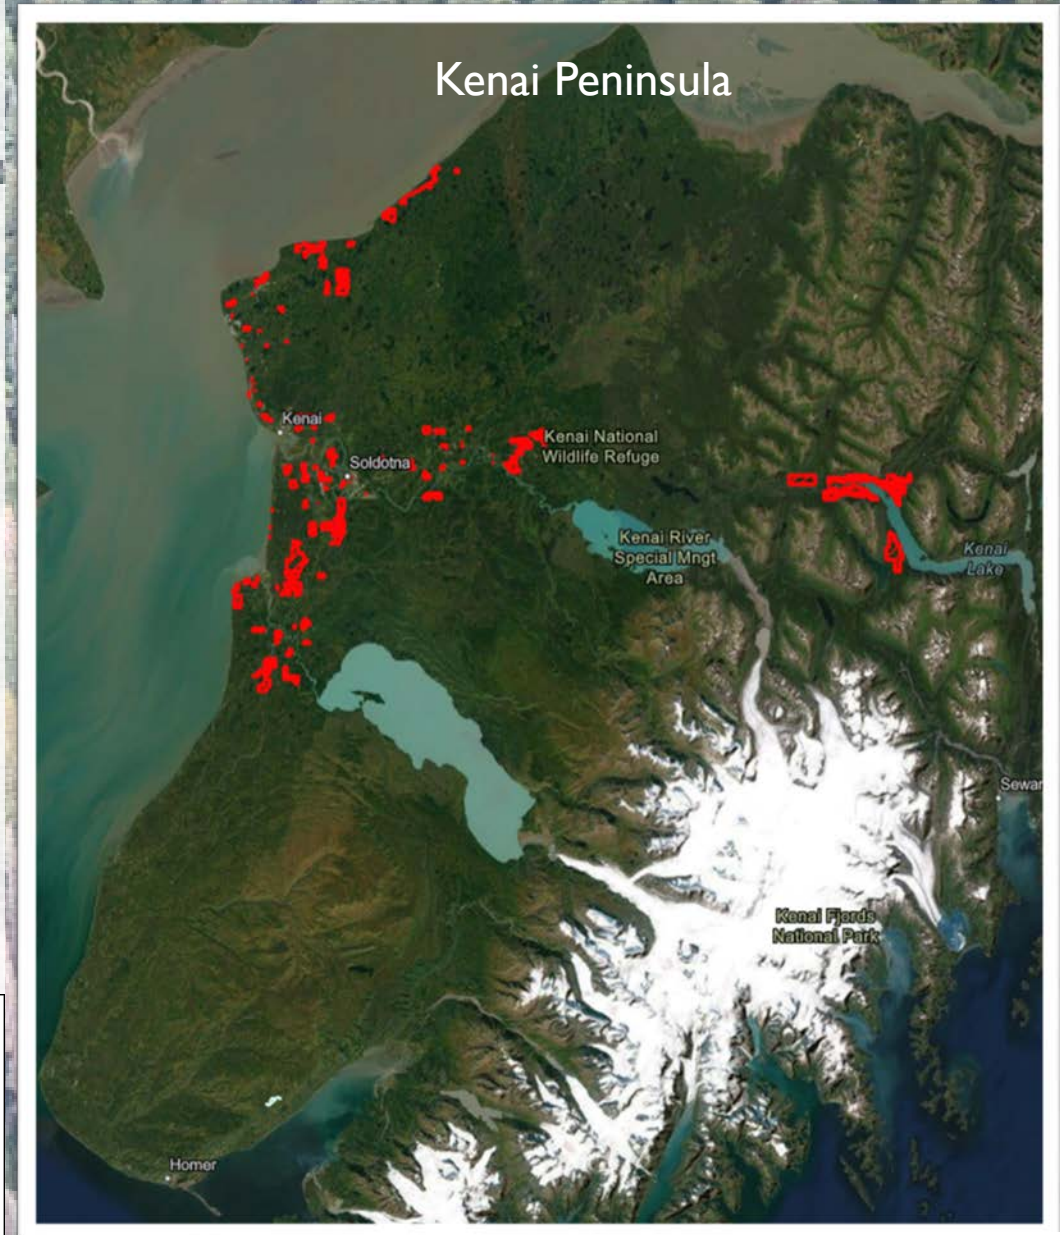 Kenai Peninsula
Kenai
Soldotna
Kenai National
Wildlife Refuge
Kenai River
Special Mngt
Area
Kenai
Lake
Sewar
Kenai Fjords
National Park
Homer